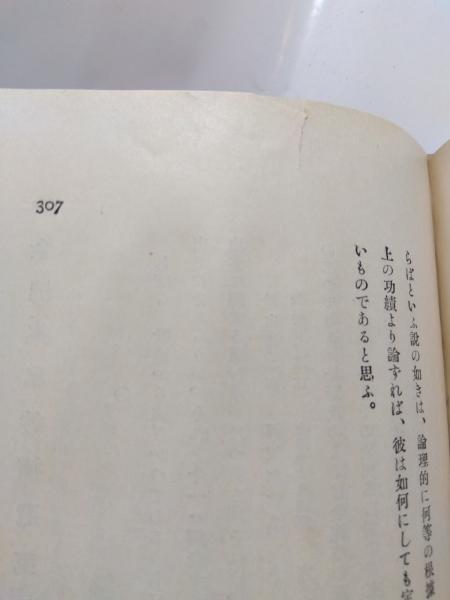 らばといふ説の如きは、論理的に何等の根據
上の功績より論ずれば、彼は如何にしても
いものであると思ふ。
307